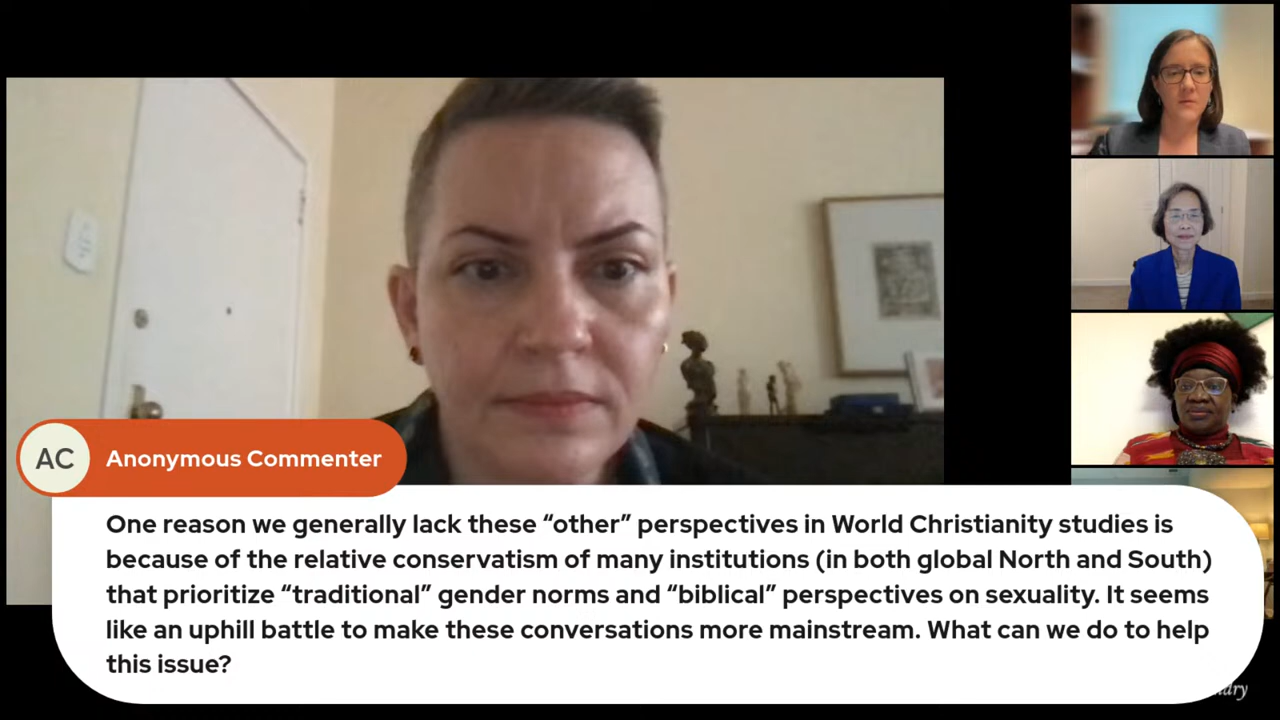 AC
Anonymous Commenter
One reason we generally lack these “other” perspectives in World Christianity studies is
because of the relative conservatism of many institutions (in both global North and South)
that prioritize “traditional” gender norms and “biblical” perspectives on sexuality. It seems
like an uphill battle to make these conversations more mainstream. What can we do to help
this issue?